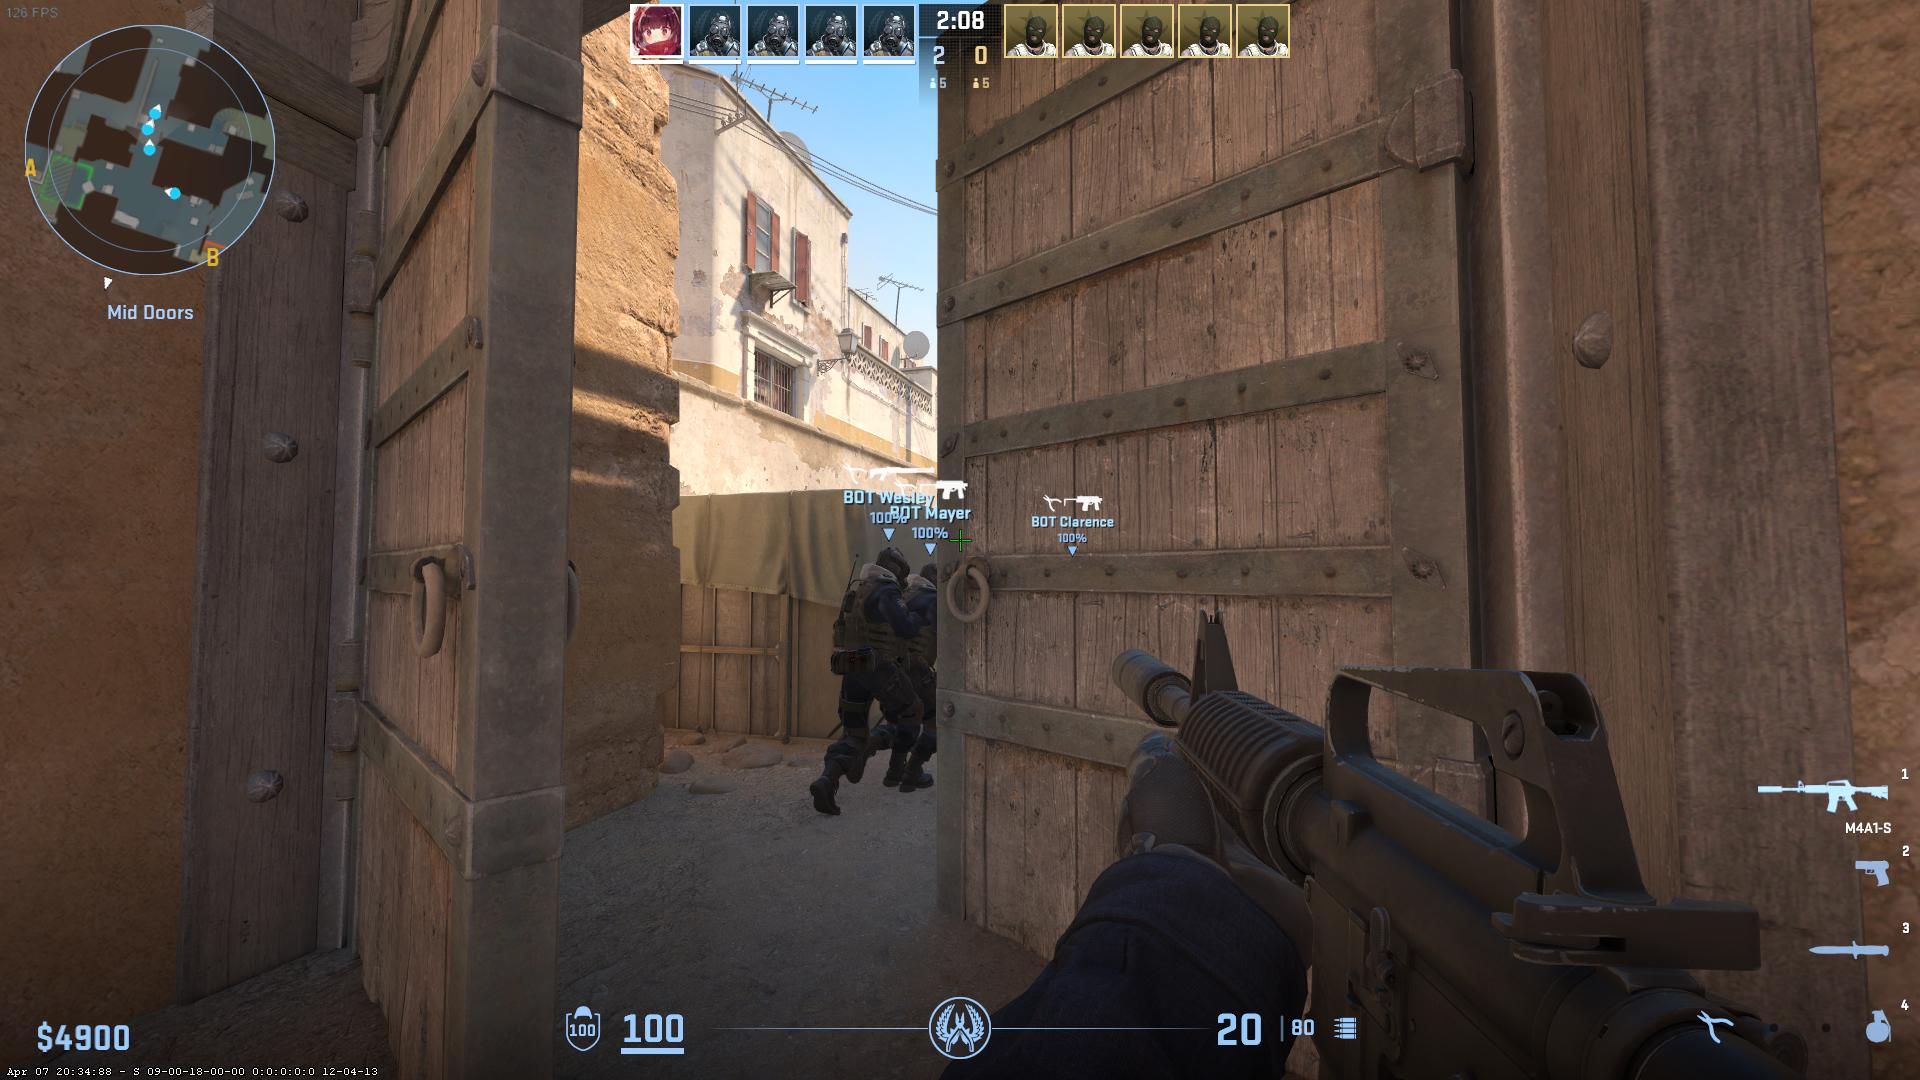 126 FPS
2:08
2 0
5 5
A
B
Mid Doors
BOT Wesley
100%
BOT Mayer
100%
BOT Clarence
100%
1
M4A1-S
2
3
4
$4900
100
100
20 | 80
Apr 07 20:34:88 - S 09-00-18-00-00 0:0:0:0:0 12-04-13